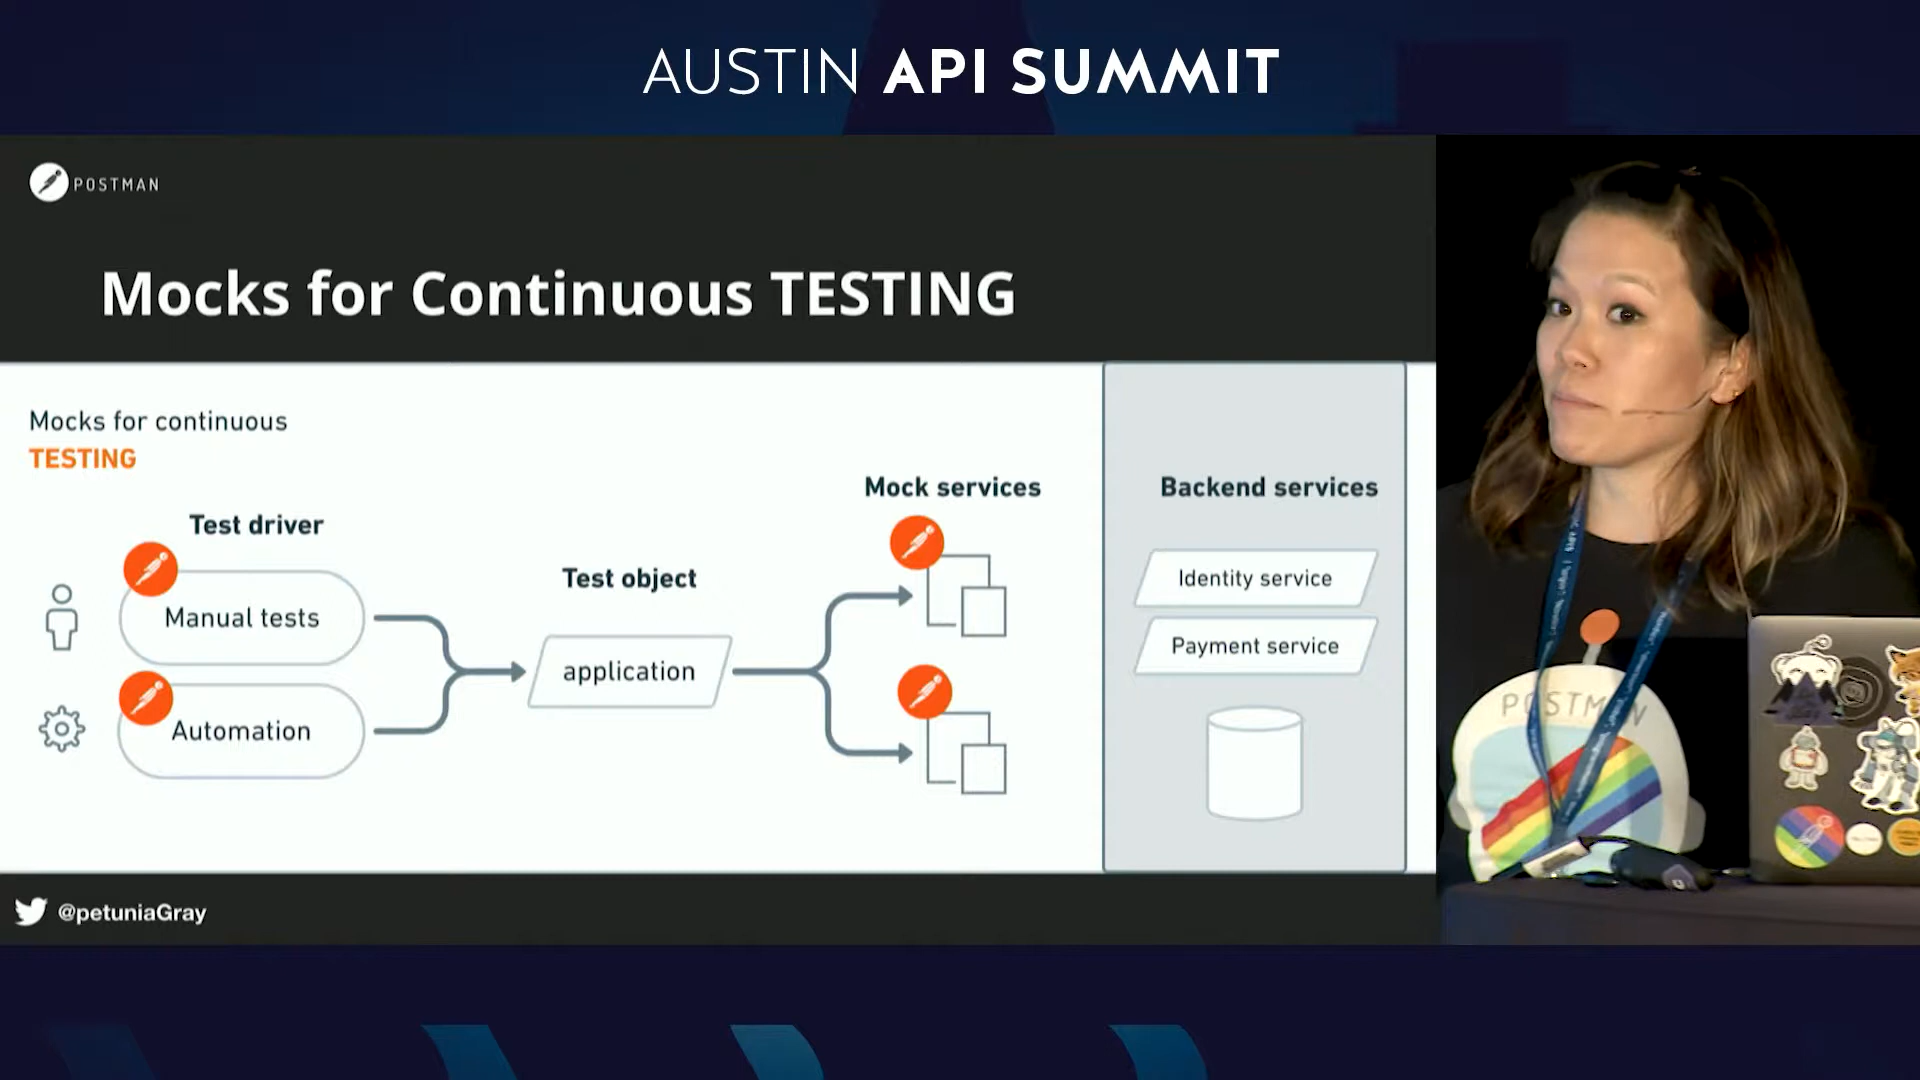 AUSTIN API SUMMIT
POSTMAN
Mocks for Continuous TESTING
Mocks for continuous
TESTING
Test driver
Manual tests
Automation
Test object
application
Mock services
Backend services
Identity service
Payment service
@petuniaGray
POSTMAN